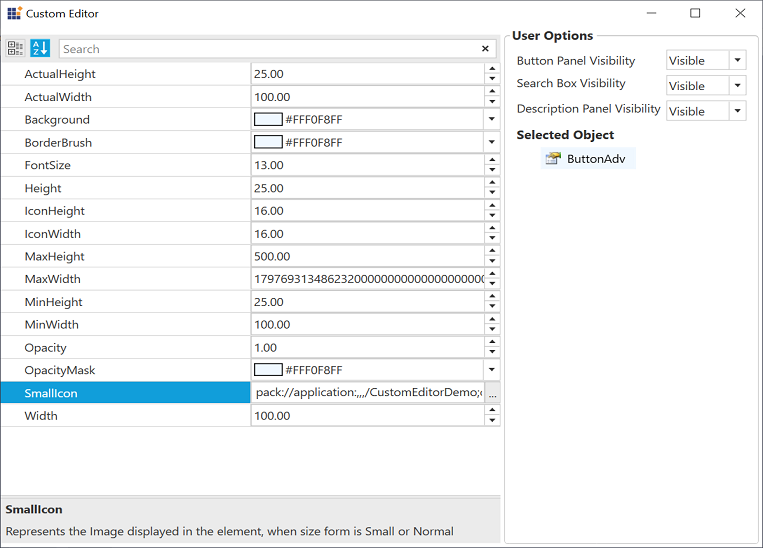 Custom Editor
A Z Search
ActualHeight 25.00
ActualWidth 100.00
Background #FFF0F8FF
BorderBrush #FFF0F8FF
FontSize 13.00
Height 25.00
IconHeight 16.00
IconWidth 16.00
MaxHeight 500.00
MaxWidth
MinHeight 25.00
MinWidth 100.00
Opacity 1.00
OpacityMask #FFF0F8FF
SmallIcon pack://application:,,,/CustomEditorDemo;
...
Width 100.00
SmallIcon
Represents the Image displayed in the element, when size form is Small or Normal
User Options
Button Panel Visibility Visible
Search Box Visibility Visible
Description Panel Visibility Visible
Selected Object
ButtonAdv